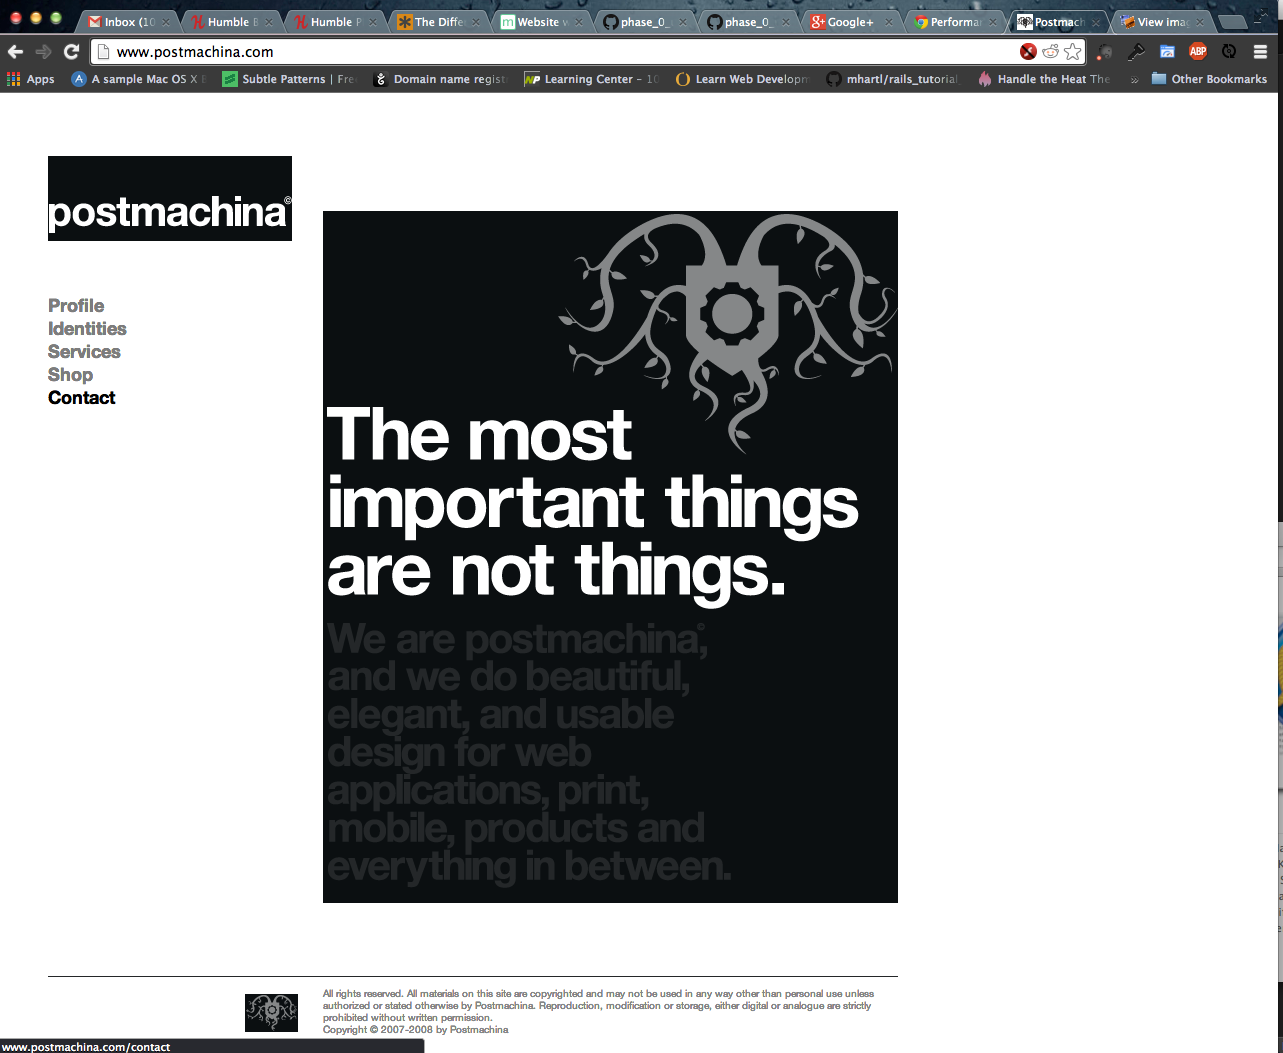 Inbox (10
Humble B
Humble P
The Differ
Website w
phase_0_
phase_0_
Google+
Performa
Postmach
View imag
www.postmachina.com
ABP
Apps
A sample Mac OS X
Subtle Patterns | Fre
Domain name regist
Learning Center – 10
Learn Web Developm
mhartl/rails_tutorial
Handle the Heat The
»
Other Bookmarks
postmachina©
Profile
Identities
Services
Shop
Contact
The most
important things
are not things.
We are postmachina©,
and we do beautiful,
elegant, and usable
design for web
applications, print,
mobile, products and
everything in between.
All rights reserved. All materials on this site are copyrighted and may not be used in any way other than personal use unless
authorized or stated otherwise by Postmachina. Reproduction, modification or storage, either digital or analogue are strictly
prohibited without written permission.
Copyright © 2007-2008 by Postmachina
www.postmachina.com/contact